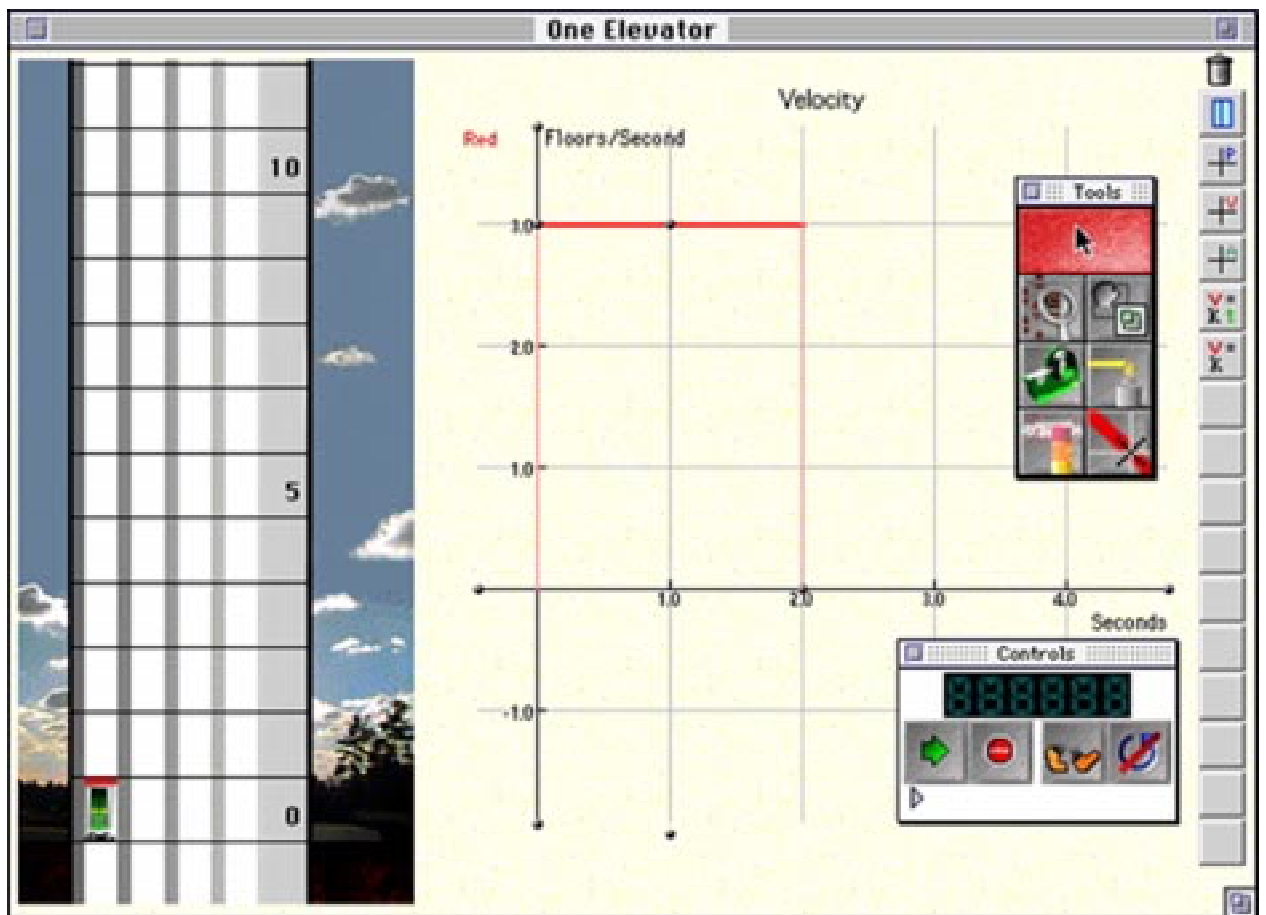 One Elevator
Velocity
Red
Floors/Second
10
3.0
Tools
2.0
5
1.0
1.0
2.0
3.0
4.0
Seconds
Controls
888888
-1.0
0
P
V
V=
X t
V=
X